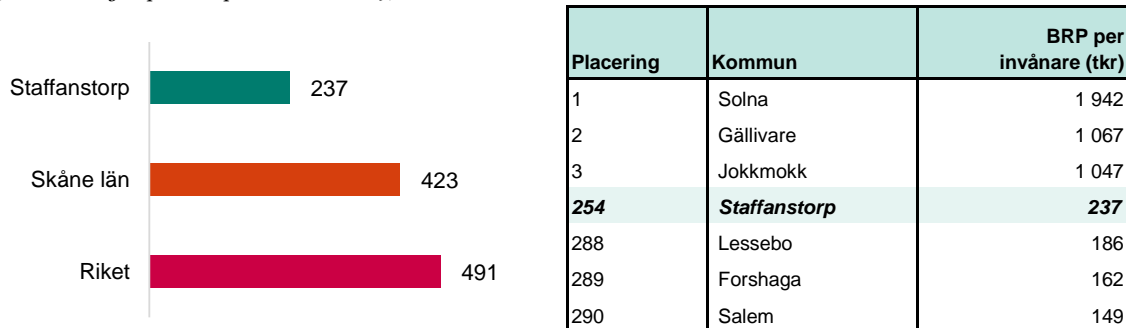 Staffanstorp 237
Skåne län 423
Riket 491
Placering Kommun BRP per invånare (tkr)
1 Solna 1 942
2 Gällivare 1 067
3 Jokkmokk 1 047
254 Staffanstorp 237
288 Lessebo 186
289 Forshaga 162
290 Salem 149